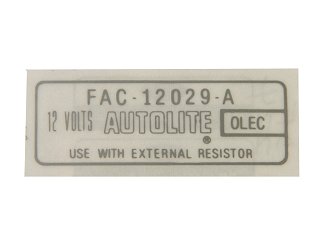 FAC-12029-A
12 VOLTS AUTOLITE® OLEC
USE WITH EXTERNAL RESISTOR